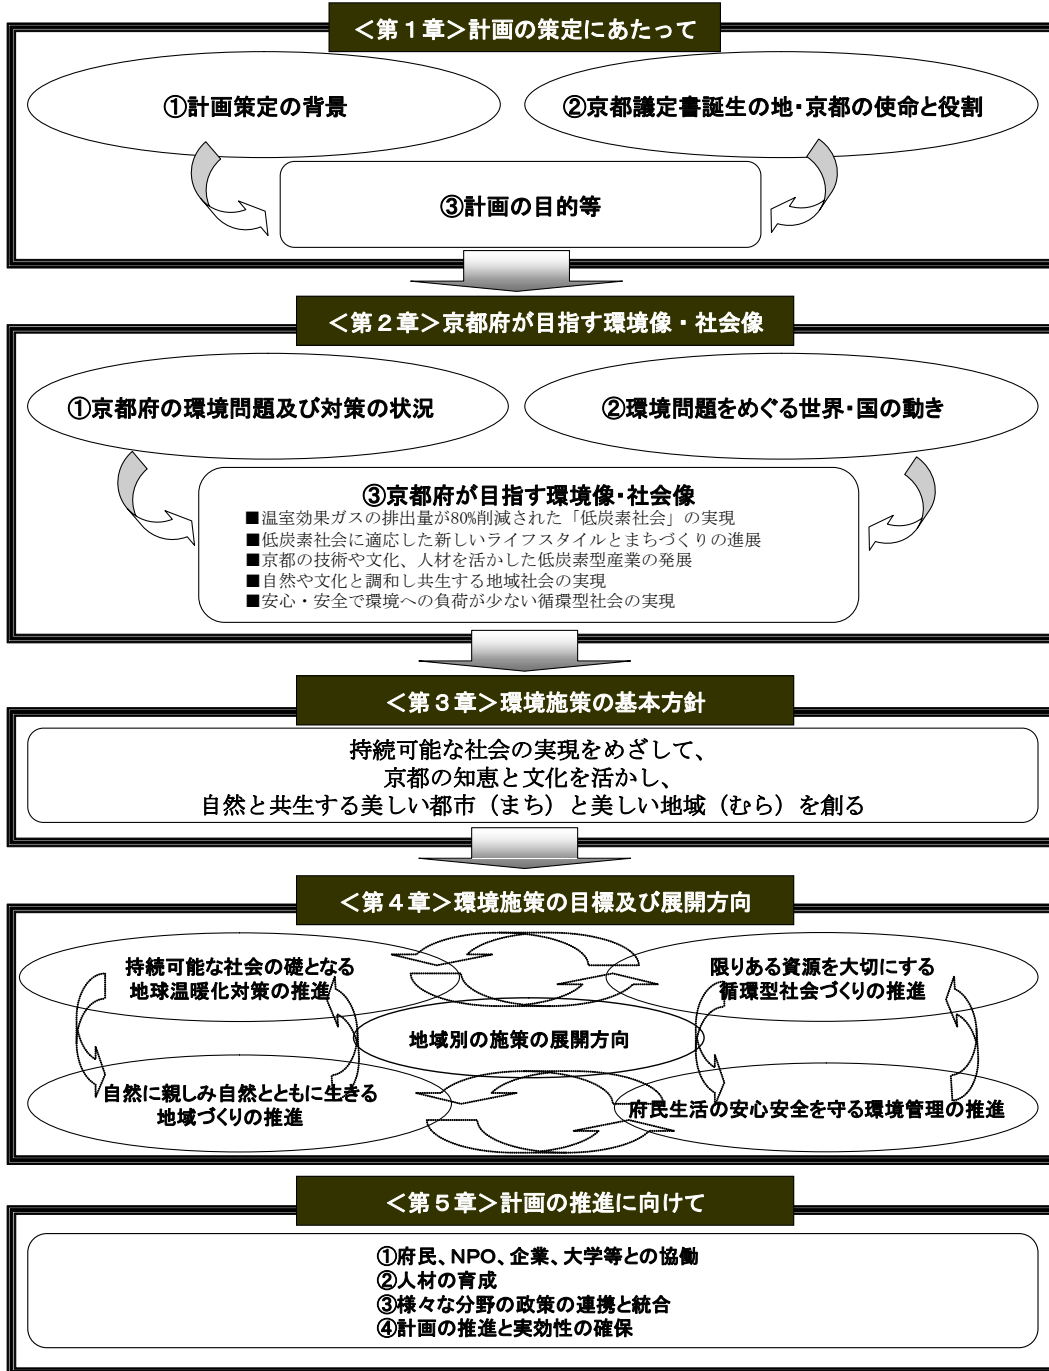 ＜第１章＞計画の策定にあたって
①計画策定の背景
②京都議定書誕生の地・京都の使命と役割
③計画の目的等
＜第２章＞京都府が目指す環境像・社会像
①京都府の環境問題及び対策の状況
②環境問題をめぐる世界・国の動き
③京都府が目指す環境像・社会像
■温室効果ガスの排出量が80%削減された「低炭素社会」の実現
■低炭素社会に適応した新しいライフスタイルとまちづくりの進展
■京都の技術や文化、人材を活かした低炭素型産業の発展
■自然や文化と調和し共生する地域社会の実現
■安心・安全で環境への負荷が少ない循環型社会の実現
＜第３章＞環境施策の基本方針
持続可能な社会の実現をめざして、
京都の知恵と文化を活かし、
自然と共生する美しい都市（まち）と美しい地域（むら）を創る
＜第４章＞環境施策の目標及び展開方向
持続可能な社会の礎となる
地球温暖化対策の推進
限りある資源を大切にする
循環型社会づくりの推進
地域別の施策の展開方向
自然に親しみ自然とともに生きる
地域づくりの推進
府民生活の安心安全を守る環境管理の推進
＜第５章＞計画の推進に向けて
①府民、NPO、企業、大学等との協働
②人材の育成
③様々な分野の政策の連携と統合
④計画の推進と実効性の確保